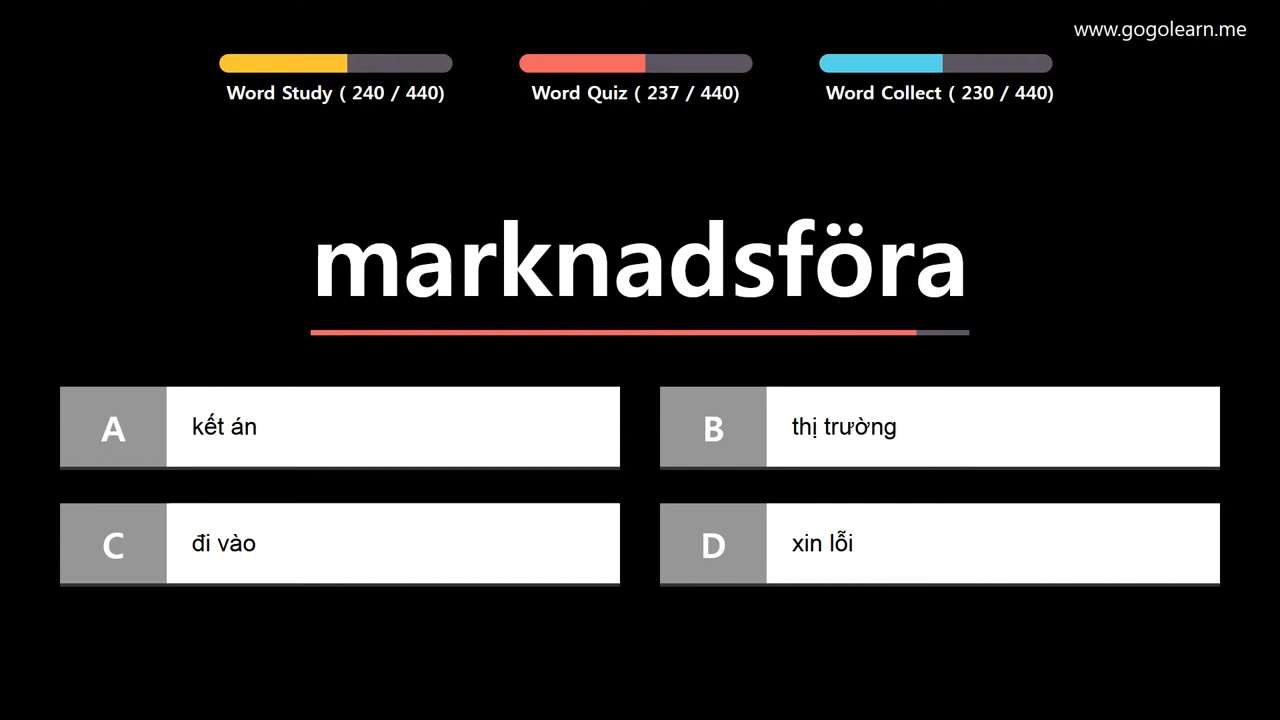 www.gogolearn.me
Word Study ( 240 / 440)
Word Quiz ( 237 / 440)
Word Collect ( 230 / 440)
marknadsföra
A kết án
B thị trường
C đi vào
D xin lỗi